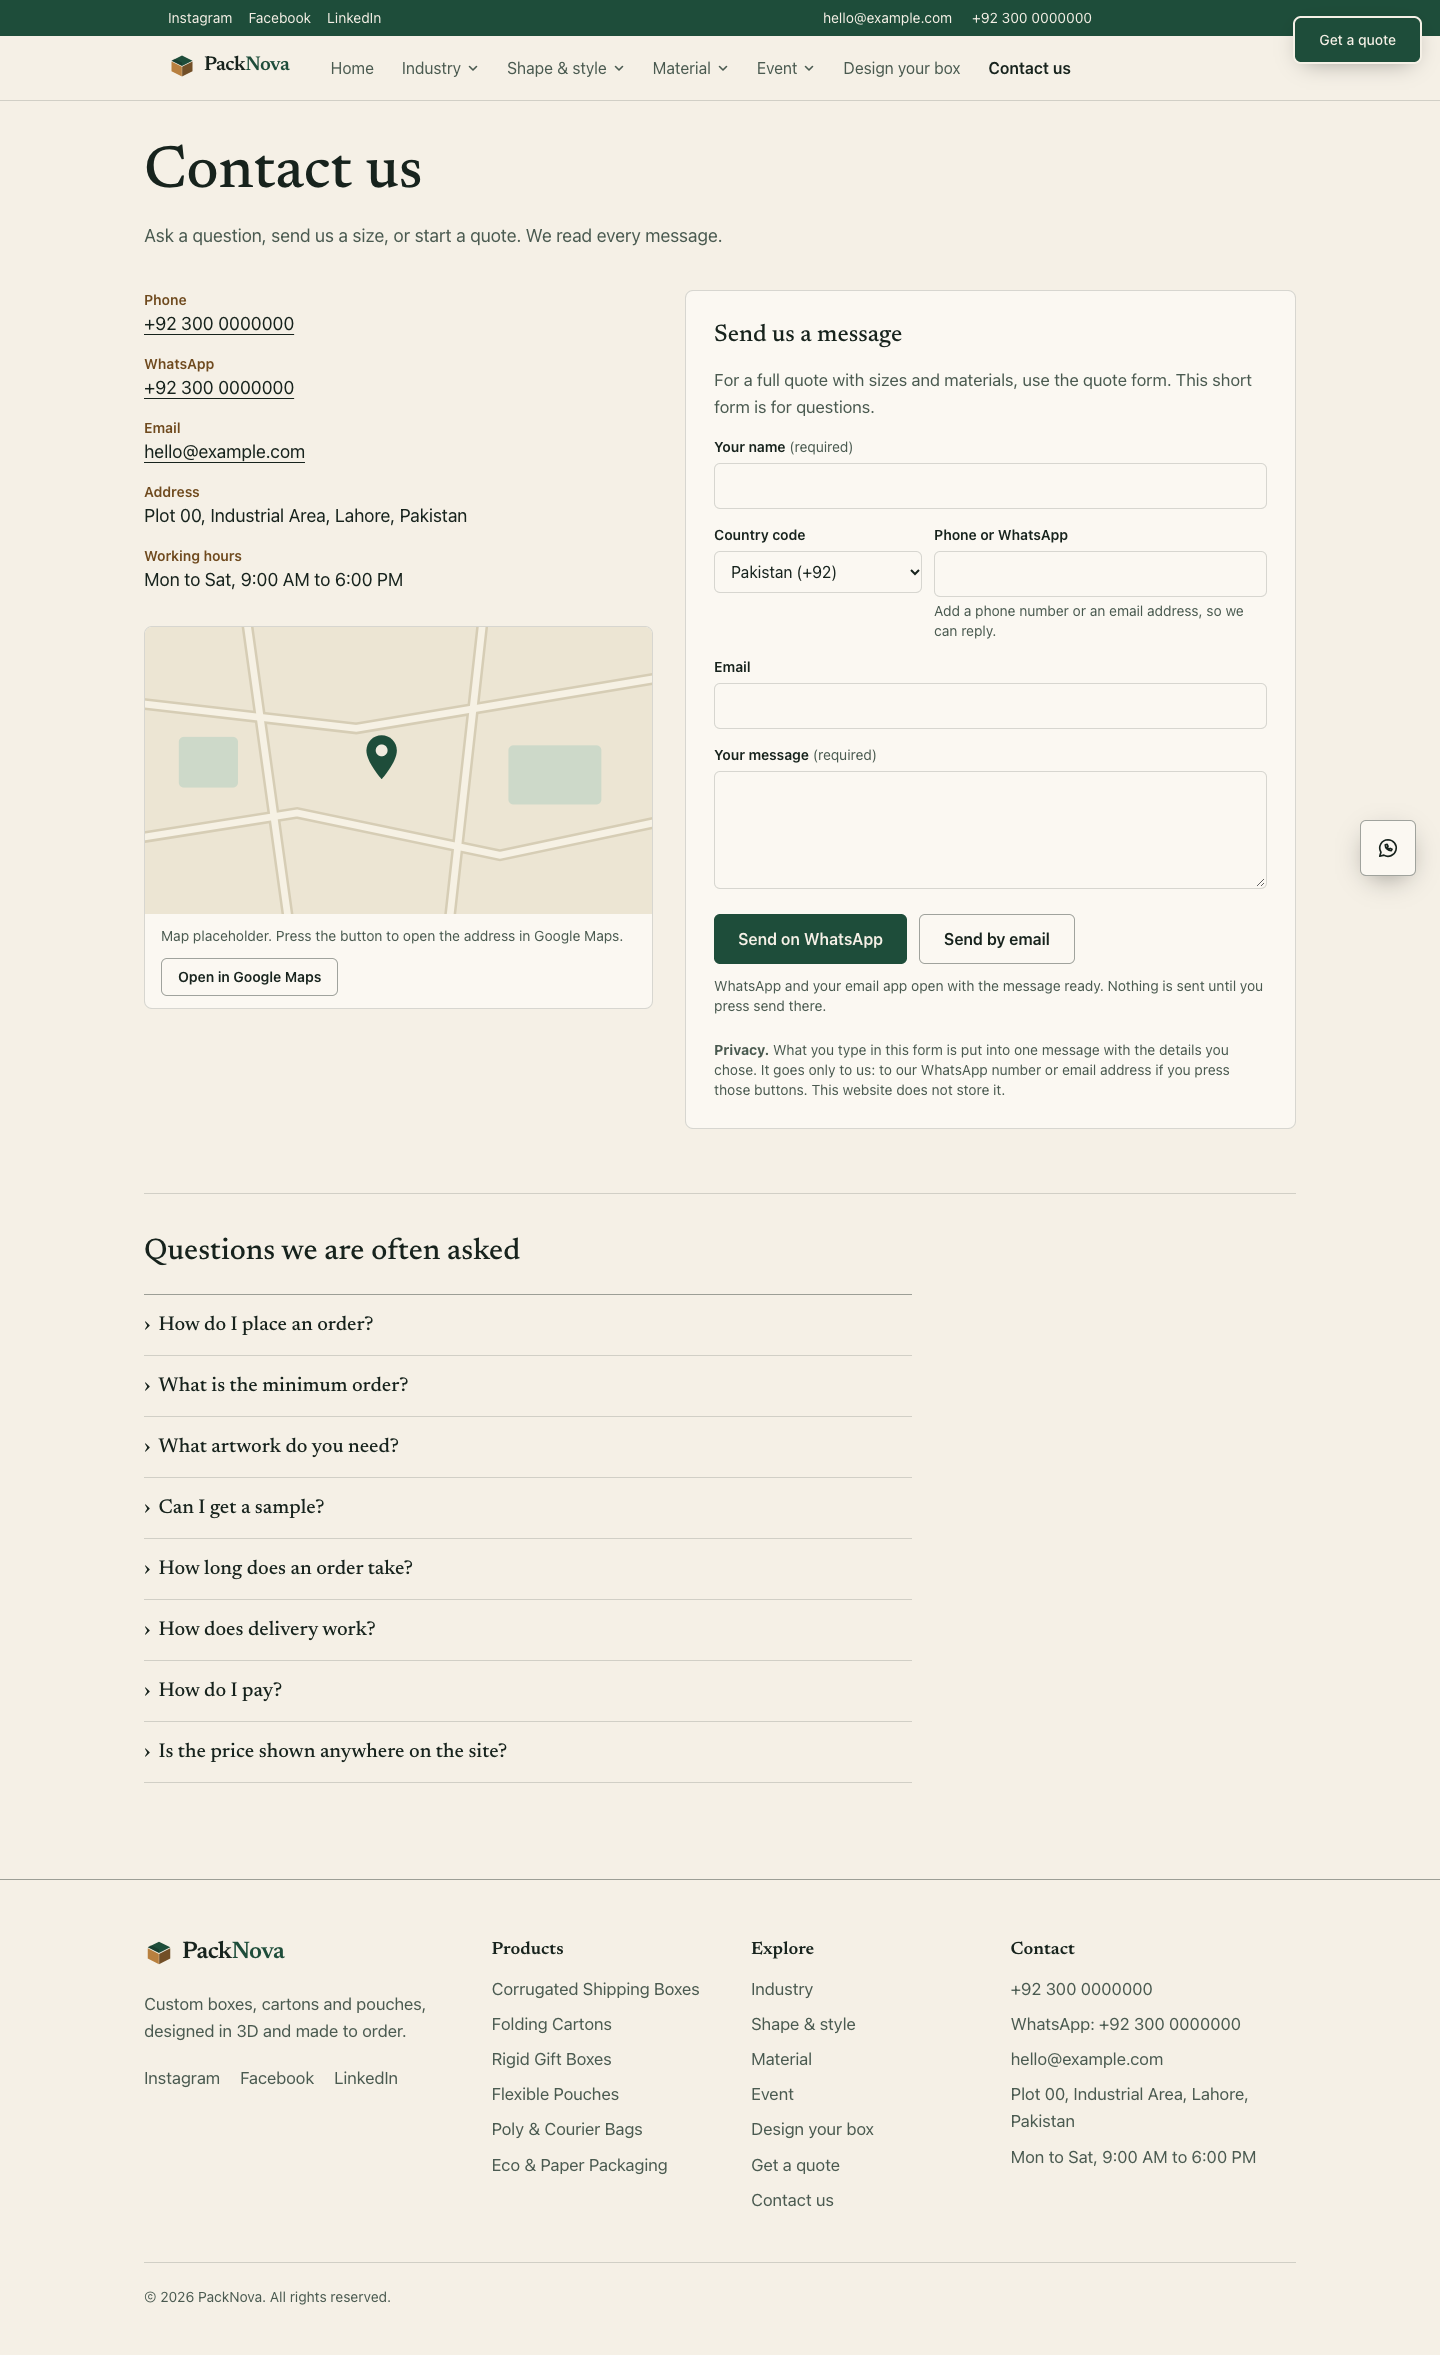 Instagram Facebook LinkedIn hello@example.com +92 300 0000000
Get a quote
PackNova Home Industry Shape & style Material Event Design your box Contact us
Contact us
Ask a question, send us a size, or start a quote. We read every message.
Phone
+92 300 0000000
WhatsApp
+92 300 0000000
Email
hello@example.com
Address
Plot 00, Industrial Area, Lahore, Pakistan
Working hours
Mon to Sat, 9:00 AM to 6:00 PM
Map placeholder. Press the button to open the address in Google Maps.
Open in Google Maps
Send us a message
For a full quote with sizes and materials, use the quote form. This short
form is for questions.
Your name (required)
Country code
Pakistan (+92)
Phone or WhatsApp
Add a phone number or an email address, so we
can reply.
Email
Your message (required)
Send on WhatsApp Send by email
WhatsApp and your email app open with the message ready. Nothing is sent until you
press send there.
Privacy. What you type in this form is put into one message with the details you
chose. It goes only to us: to our WhatsApp number or email address if you press
those buttons. This website does not store it.
Questions we are often asked
› How do I place an order?
› What is the minimum order?
› What artwork do you need?
› Can I get a sample?
› How long does an order take?
› How does delivery work?
› How do I pay?
› Is the price shown anywhere on the site?
PackNova
Custom boxes, cartons and pouches,
designed in 3D and made to order.
Instagram Facebook LinkedIn
Products
Corrugated Shipping Boxes
Folding Cartons
Rigid Gift Boxes
Flexible Pouches
Poly & Courier Bags
Eco & Paper Packaging
Explore
Industry
Shape & style
Material
Event
Design your box
Get a quote
Contact us
Contact
+92 300 0000000
WhatsApp: +92 300 0000000
hello@example.com
Plot 00, Industrial Area, Lahore,
Pakistan
Mon to Sat, 9:00 AM to 6:00 PM
© 2026 PackNova. All rights reserved.